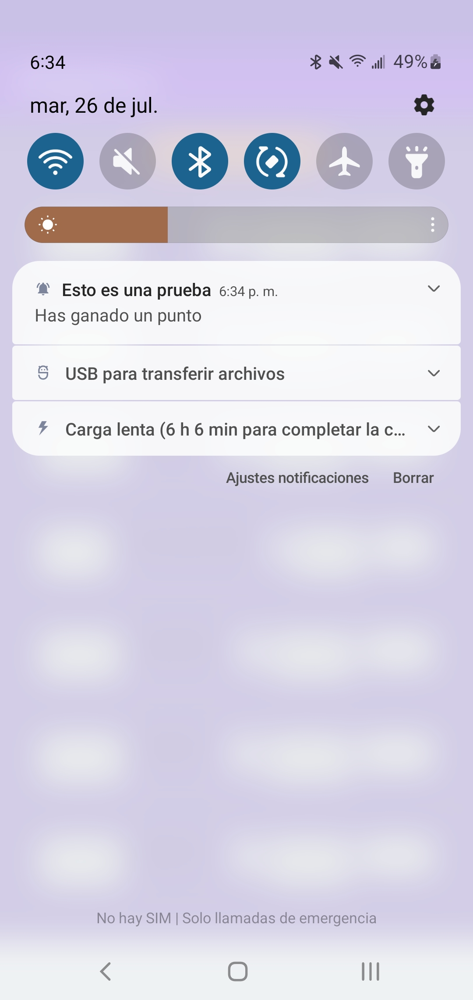 6:34
49%
mar, 26 de jul.
Esto es una prueba 6:34 p. m.
Has ganado un punto
USB para transferir archivos
Carga lenta (6 h 6 min para completar la c...
Ajustes notificaciones Borrar
No hay SIM | Solo llamadas de emergencia